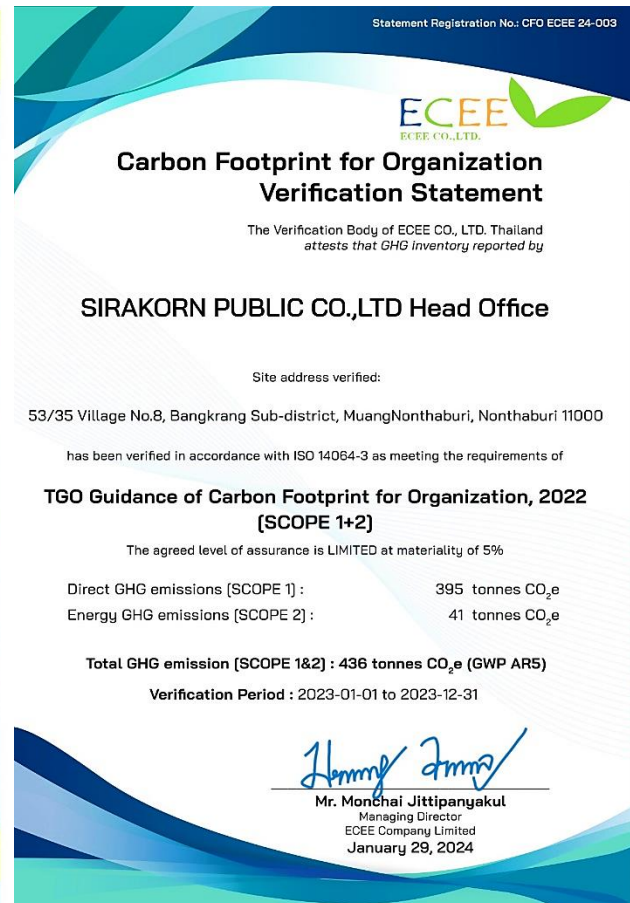 Statement Registration No.: CFO ECEE 24-003
ECEE
ECEE CO.,LTD.
Carbon Footprint for Organization
Verification Statement
The Verification Body of ECEE CO., LTD. Thailand
attests that GHG inventory reported by
SIRAKORN PUBLIC CO.,LTD Head Office
Site address verified:
53/35 Village No.8, Bangkrang Sub-district, MuangNonthaburi, Nonthaburi 11000
has been verified in accordance with ISO 14064-3 as meeting the requirements of
TGO Guidance of Carbon Footprint for Organization, 2022
(SCOPE 1+2)
The agreed level of assurance is LIMITED at materiality of 5%
Direct GHG emissions (SCOPE 1) : 395 tonnes CO₂e
Energy GHG emissions (SCOPE 2) : 41 tonnes CO₂e
Total GHG emission (SCOPE 1&2) : 436 tonnes CO₂e (GWP AR5)
Verification Period : 2023-01-01 to 2023-12-31
Mr. Monchai Jittipanyakul
Managing Director
ECEE Company Limited
January 29, 2024